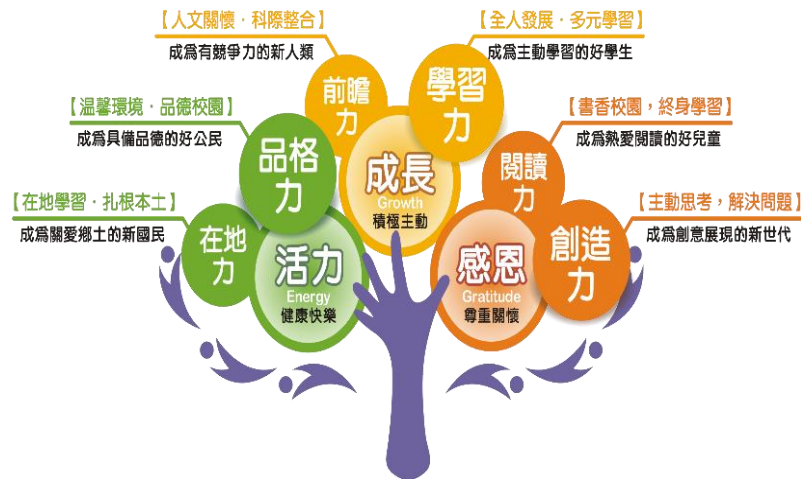 【人文關懷．科際整合】
成為有競爭力的新人類
【全人發展．多元學習】
成為主動學習的好學生
【温馨環境．品德校園】
成為具備品德的好公民
【書香校園，終身學習】
成為熱愛閱讀的好兒童
【在地學習．扎根本土】
成為關愛鄉土的新國民
【主動思考，解決問題】
成為創意展現的新世代
前瞻
力
學習
力
品格
力
成長
Growth
積極主動
閱讀
力
在地
力
活力
Energy
健康快樂
感恩
Gratitude
尊重關懷
創造
力